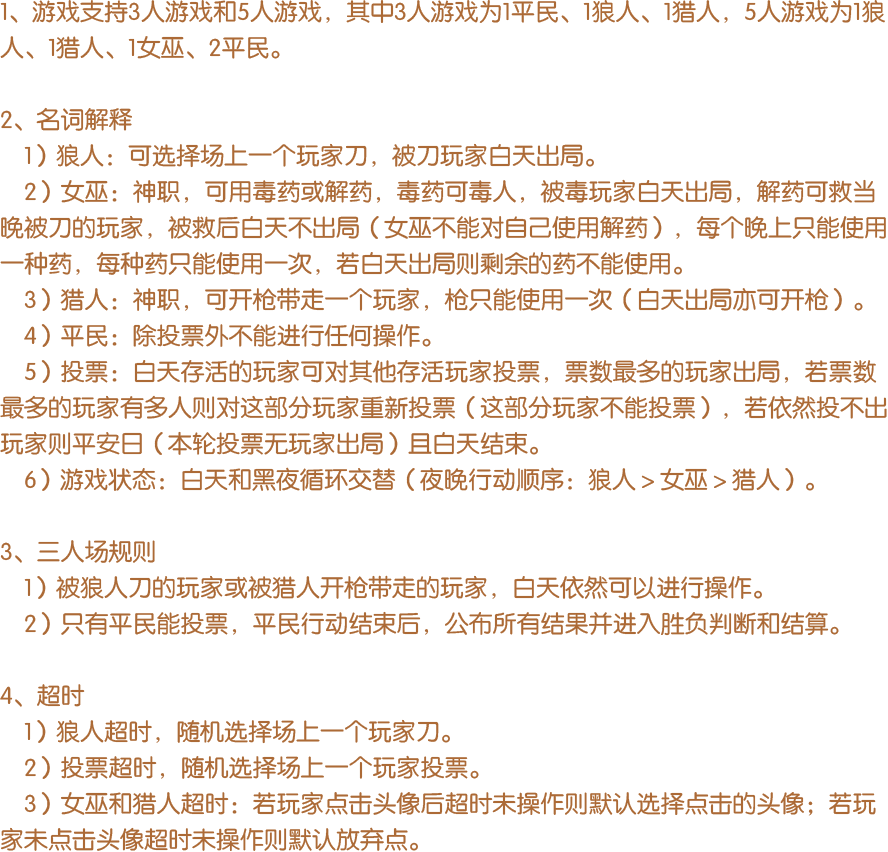 1、游戏支持3人游戏和5人游戏，其中3人游戏为1平民、1狼人、1猎人，5人游戏为1狼
人、1猎人、1女巫、2平民。
2、名词解释
1）狼人：可选择场上一个玩家刀，被刀玩家白天出局。
2）女巫：神职，可用毒药或解药，毒药可毒人，被毒玩家白天出局，解药可救当
晚被刀的玩家，被救后白天不出局（女巫不能对自己使用解药），每个晚上只能使用
一种药，每种药只能使用一次，若白天出局则剩余的药不能使用。
3）猎人：神职，可开枪带走一个玩家，枪只能使用一次（白天出局亦可开枪）。
4）平民：除投票外不能进行任何操作。
5）投票：白天存活的玩家可对其他存活玩家投票，票数最多的玩家出局，若票数
最多的玩家有多人则对这部分玩家重新投票（这部分玩家不能投票），若依然投不出
玩家则平安日（本轮投票无玩家出局）且白天结束。
6）游戏状态：白天和黑夜循环交替（夜晚行动顺序：狼人＞女巫＞猎人）。
3、三人场规则
1）被狼人刀的玩家或被猎人开枪带走的玩家，白天依然可以进行操作。
2）只有平民能投票，平民行动结束后，公布所有结果并进入胜负判断和结算。
4、超时
1）狼人超时，随机选择场上一个玩家刀。
2）投票超时，随机选择场上一个玩家投票。
3）女巫和猎人超时：若玩家点击头像后超时未操作则默认选择点击的头像；若玩
家未点击头像超时未操作则默认放弃点。